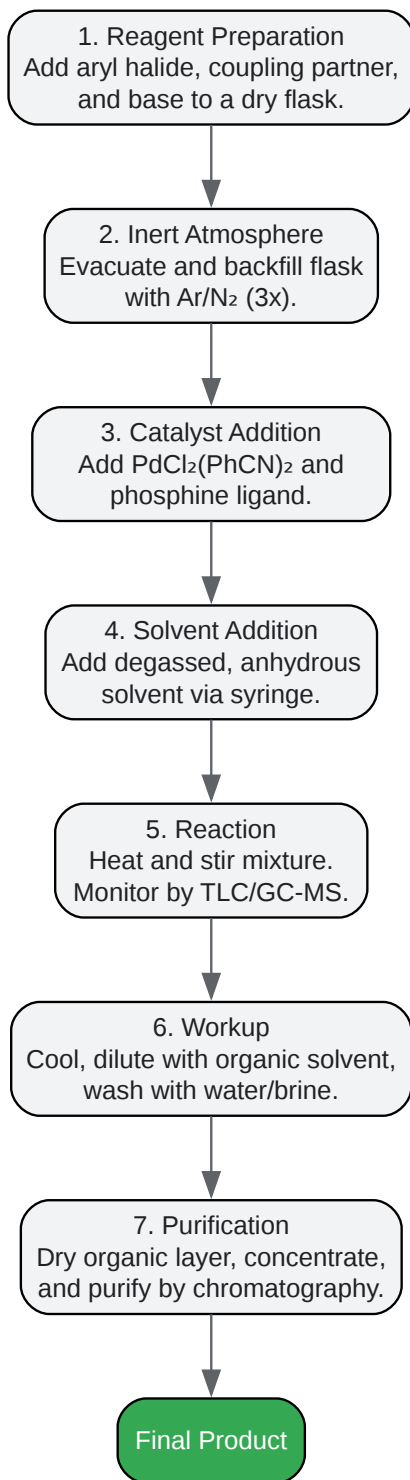 1. Reagent Preparation
Add aryl halide, coupling partner,
and base to a dry flask.
2. Inert Atmosphere
Evacuate and backfill flask
with Ar/N₂ (3x).
3. Catalyst Addition
Add PdCl₂(PhCN)₂ and
phosphine ligand.
4. Solvent Addition
Add degassed, anhydrous
solvent via syringe.
5. Reaction
Heat and stir mixture.
Monitor by TLC/GC-MS.
6. Workup
Cool, dilute with organic solvent,
wash with water/brine.
7. Purification
Dry organic layer, concentrate,
and purify by chromatography.
Final Product